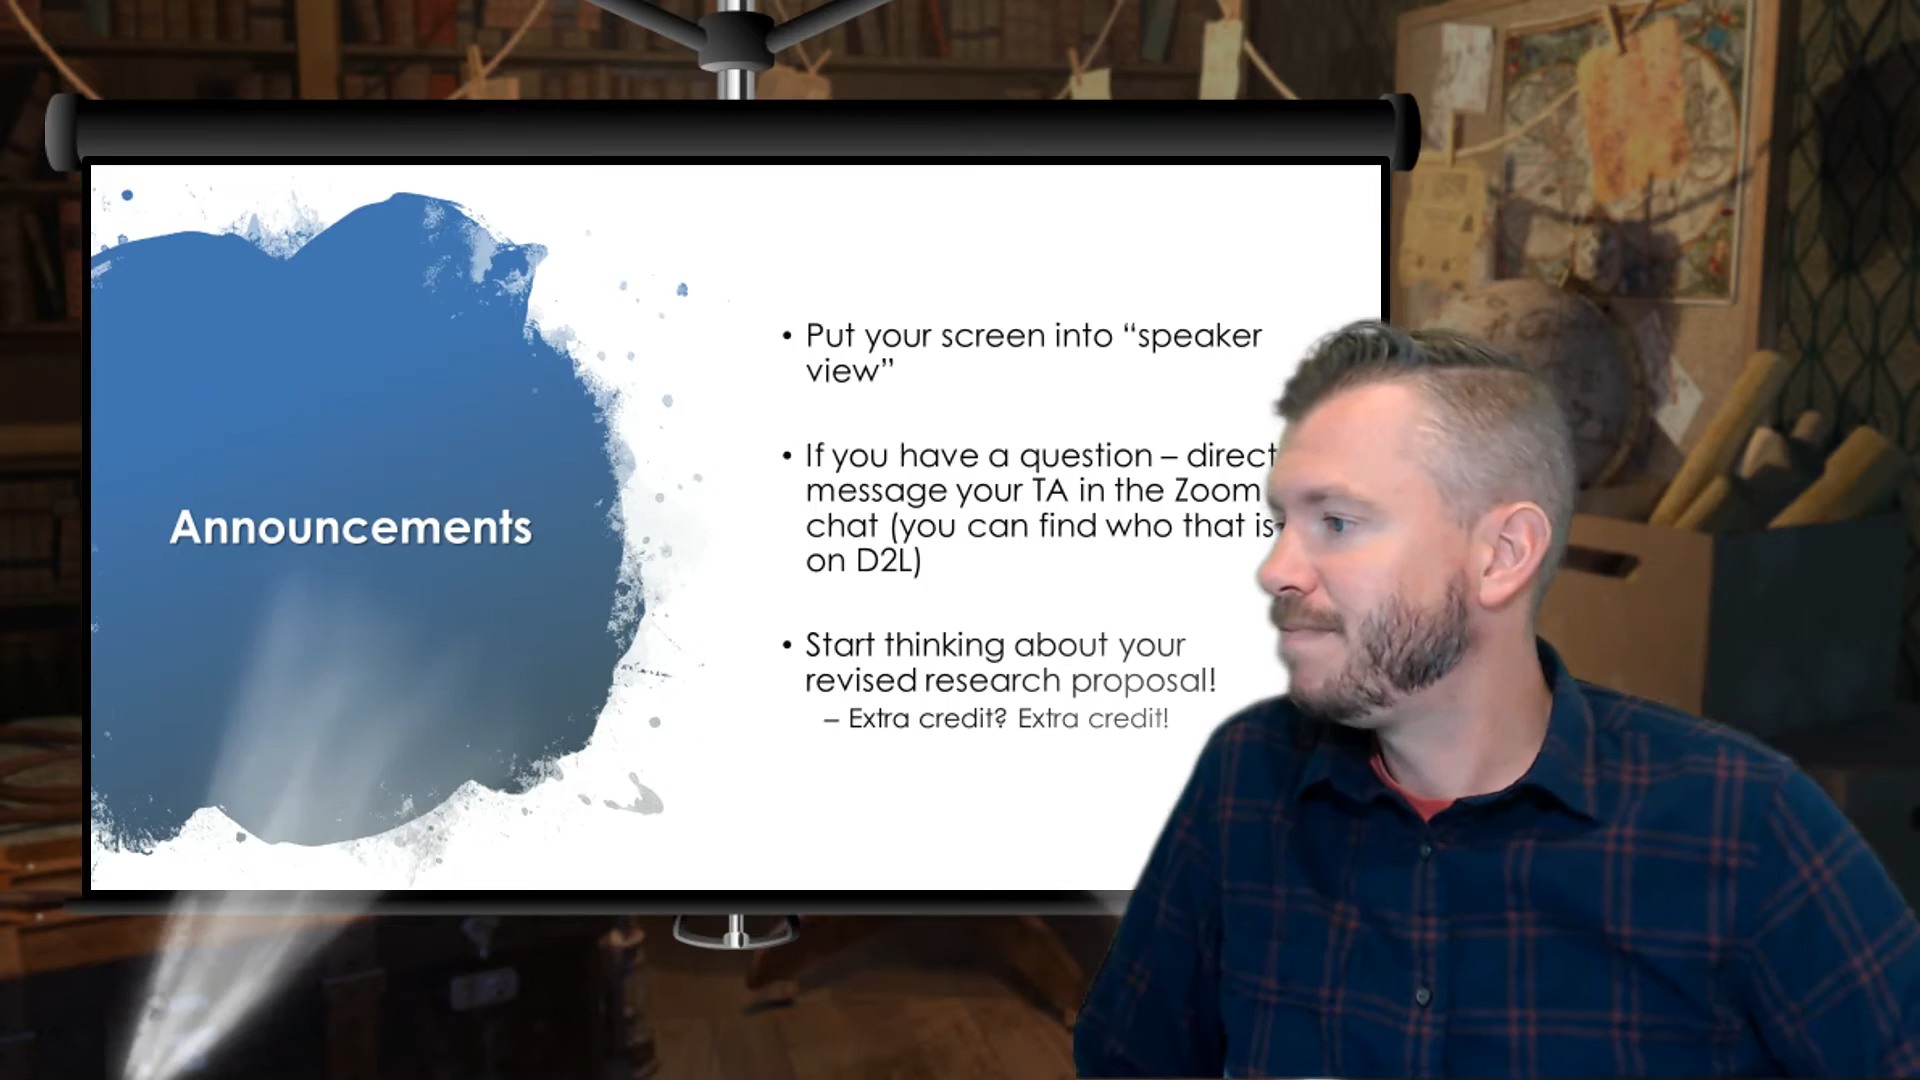 Announcements
• Put your screen into “speaker
view”
• If you have a question – direct
message your TA in the Zoom
chat (you can find who that is
on D2L)
• Start thinking about your
revised research proposal!
– Extra credit? Extra credit!